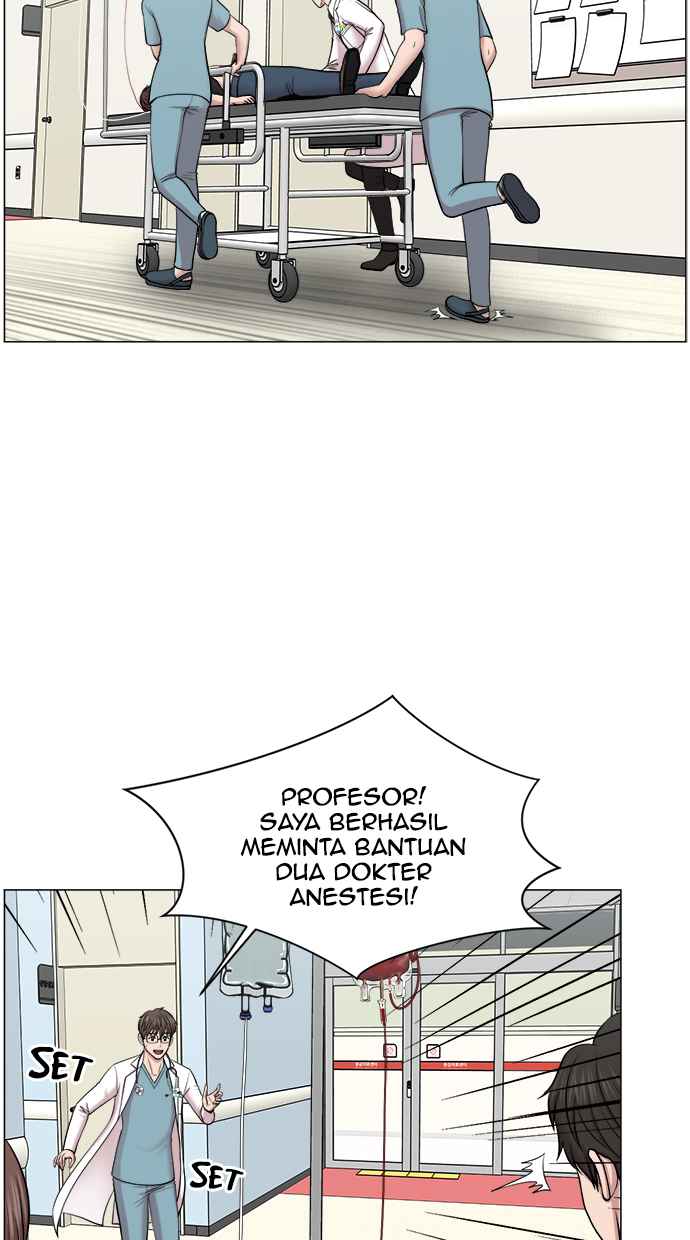 PROFESOR!
SAYA BERHASIL
MEMINTA BANTUAN
DUA DOKTER
ANESTESI!
SET
SET